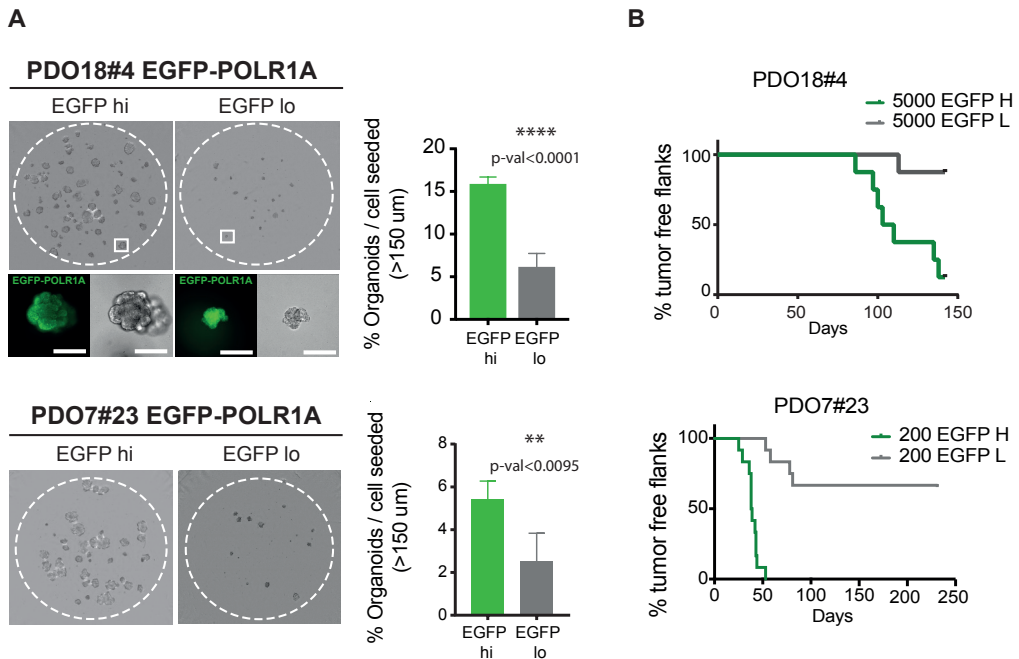 A
PDO18#4 EGFP-POLR1A
EGFP hi
EGFP lo
EGFP-POLR1A
EGFP-POLR1A
% Organoids / cell seeded
(>150 um)
20
15
10
5
0
****
p-val<0.0001
EGFP
hi
EGFP
lo
PDO7#23 EGFP-POLR1A
EGFP hi
EGFP lo
% Organoids / cell seeded
(>150 um)
8
6
4
2
0
**
p-val<0.0095
EGFP
hi
EGFP
lo
B
PDO18#4
5000 EGFP H
5000 EGFP L
% tumor free flanks
100
50
0
0
50
100
150
Days
PDO7#23
200 EGFP H
200 EGFP L
% tumor free flanks
100
50
0
0
50
100
150
200
250
Days